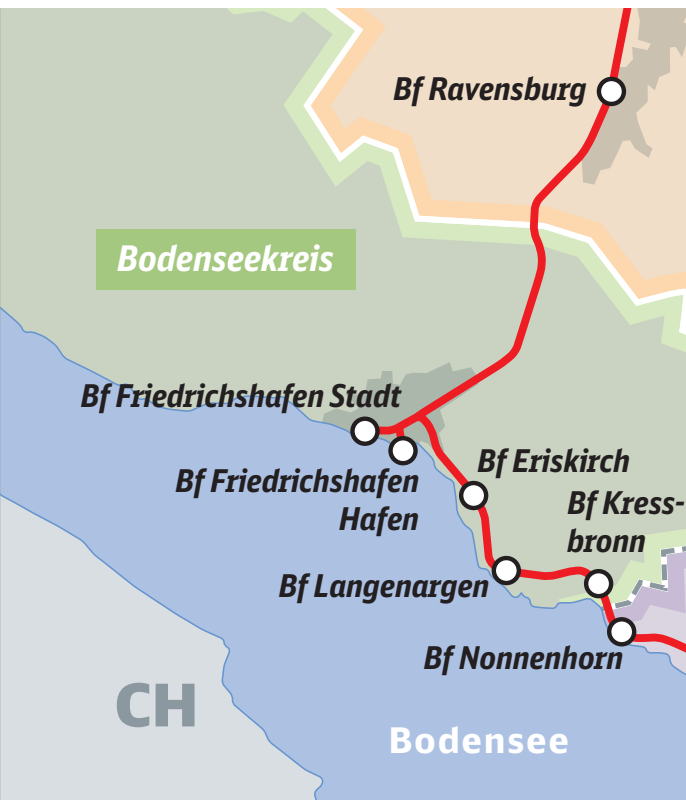 Bf Ravensburg
Bodenseekreis
Bf Friedrichshafen Stadt
Bf Friedrichshafen
Hafen
Bf Eriskirch
Bf Kress-
bronn
Bf Langenargen
Bf Nonnenhorn
CH
Bodensee